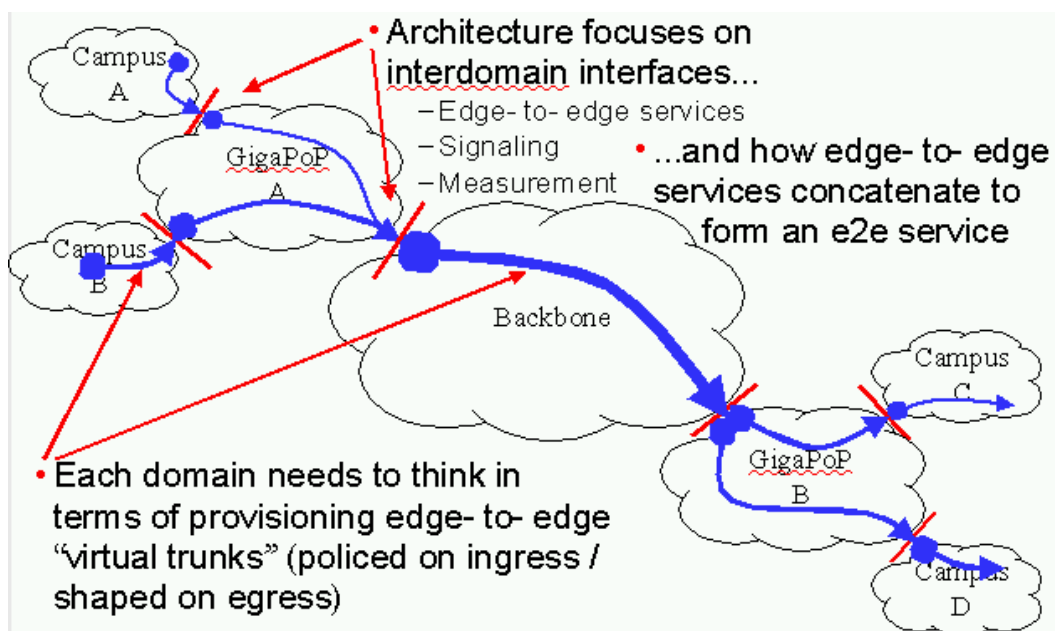 • Architecture focuses on
interdomain interfaces...
– Edge- to- edge services
– Signaling
– Measurement
• ...and how edge- to- edge
services concatenate to
form an e2e service
Campus
A
GigaPoP
A
Campus
B
Backbone
Campus
C
GigaPoP
B
Campus
D
• Each domain needs to think in
terms of provisioning edge- to- edge
“virtual trunks” (policed on ingress /
shaped on egress)